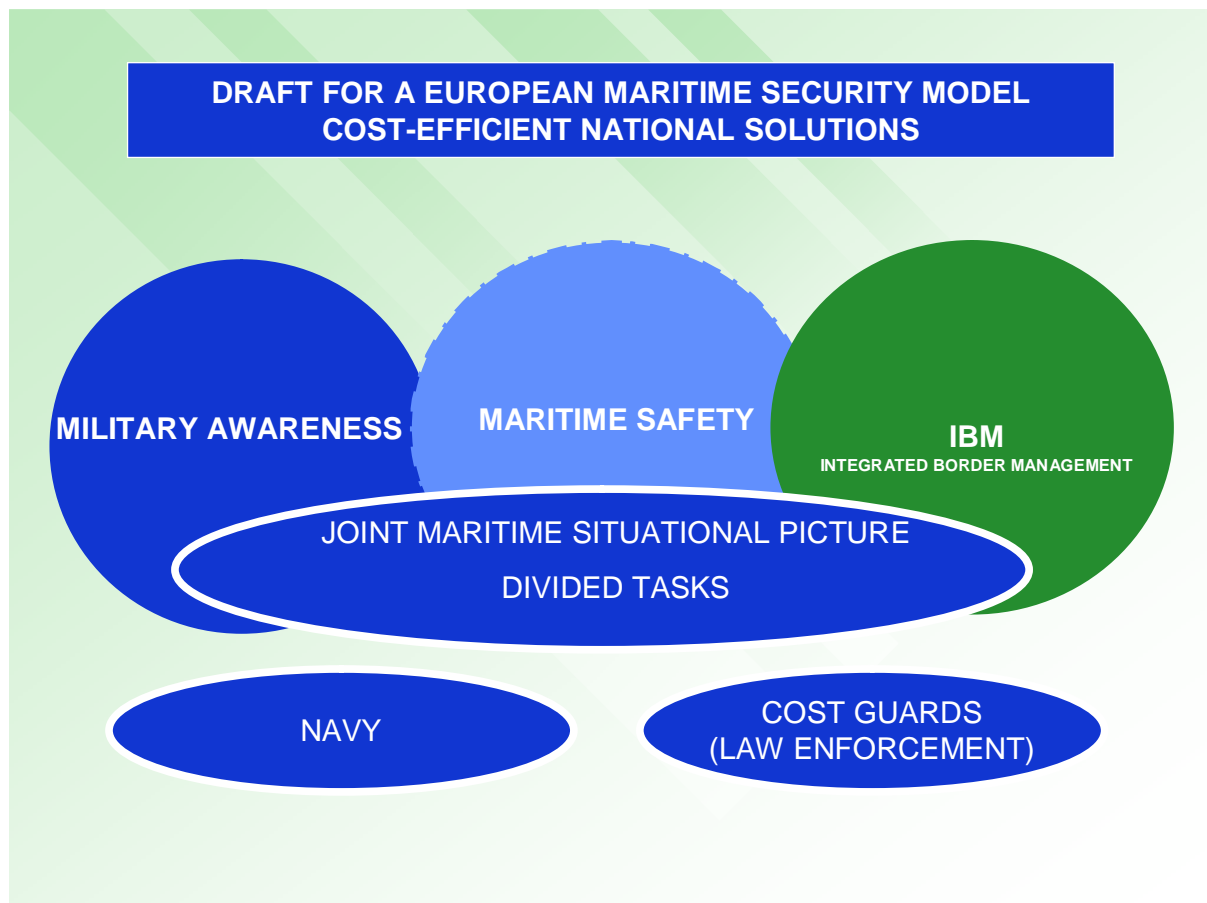 DRAFT FOR A EUROPEAN MARITIME SECURITY MODEL
COST-EFFICIENT NATIONAL SOLUTIONS
MILITARY AWARENESS
MARITIME SAFETY
IBM
INTEGRATED BORDER MANAGEMENT
JOINT MARITIME SITUATIONAL PICTURE
DIVIDED TASKS
NAVY
COST GUARDS
(LAW ENFORCEMENT)